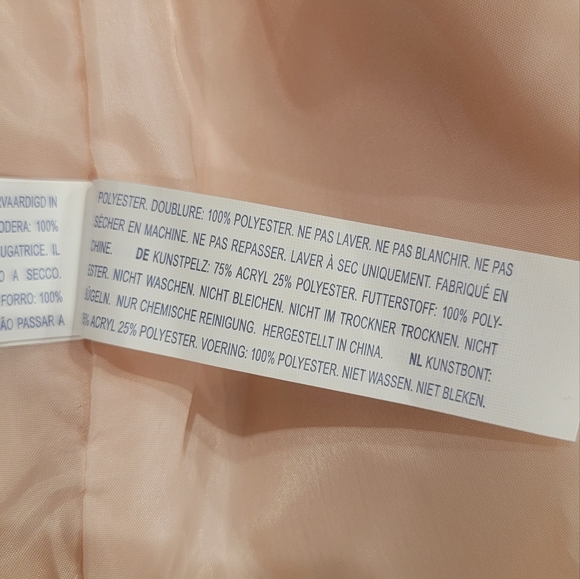 RVAARDIGD IN
ODERA: 100%
UGATRICE. IL
O A SECCO.
FORRO: 100%
ÃO PASSAR A
POLYESTER. DOUBLURE: 100% POLYESTER. NE PAS LAVER. NE PAS BLANCHIR. NE PAS
SÉCHER EN MACHINE. NE PAS REPASSER. LAVER À SEC UNIQUEMENT. FABRIQUÉ EN
CHINE. DE KUNSTPELZ: 75% ACRYL 25% POLYESTER. FUTTERSTOFF: 100% POLY-
ESTER. NICHT WASCHEN. NICHT BLEICHEN. NICHT IM TROCKNER TROCKNEN. NICHT
BÜGELN. NUR CHEMISCHE REINIGUNG. HERGESTELLT IN CHINA. NL KUNSTBONT:
% ACRYL 25% POLYESTER. VOERING: 100% POLYESTER. NIET WASSEN. NIET BLEKEN.